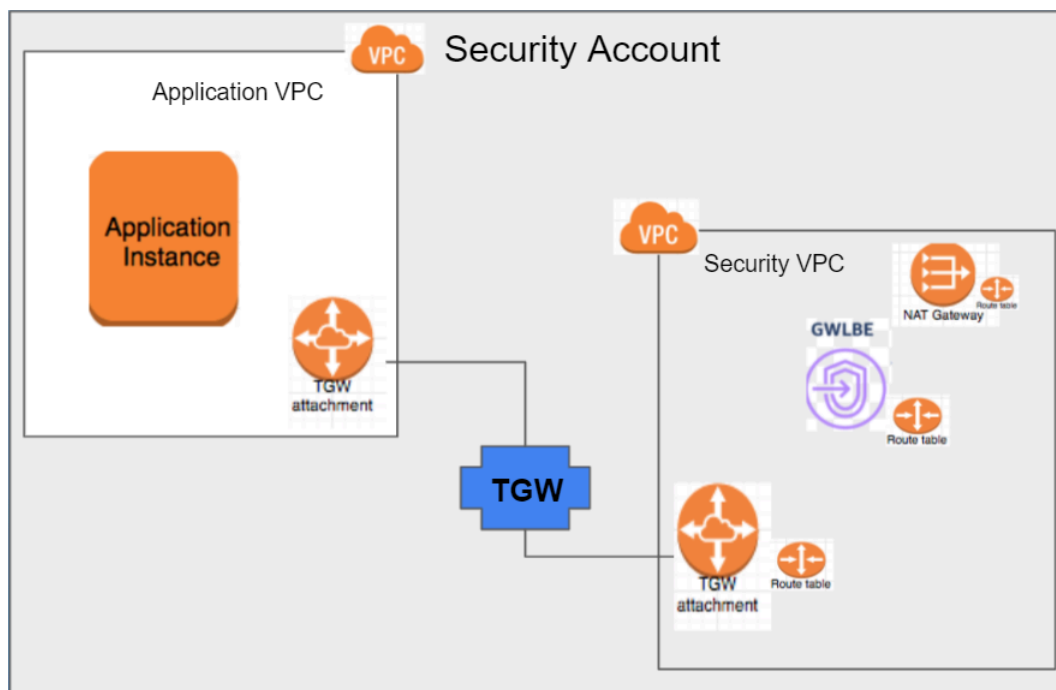 Security Account
VPC
Application VPC
Application
Instance
TGW
attachment
TGW
VPC
Security VPC
NAT Gateway
Route table
GWLBE
Route table
TGW
attachment
Route table